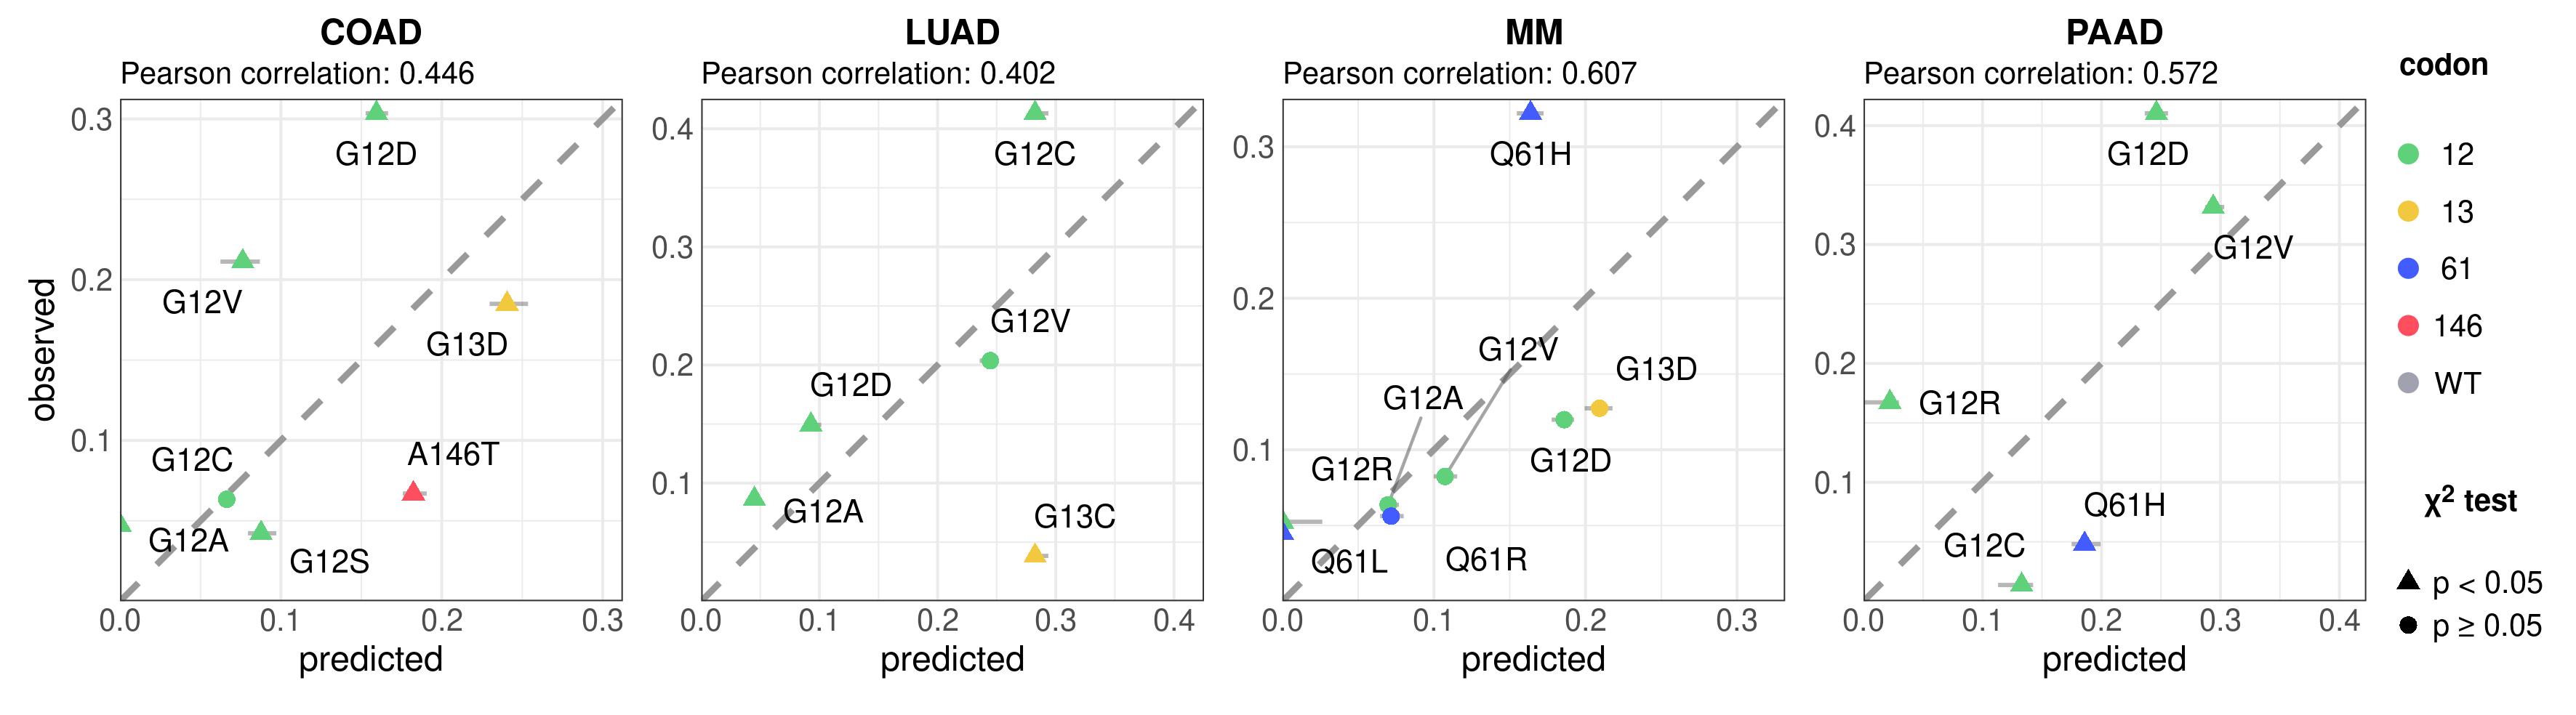 COAD
Pearson correlation: 0.446
observed
0.3
0.2
0.1
G12D
G12V
G13D
G12C
A146T
G12A
G12S
0.0 0.1 0.2 0.3
predicted
LUAD
Pearson correlation: 0.402
0.4
0.3
0.2
0.1
G12C
G12V
G12D
G12A
G13C
0.0 0.1 0.2 0.3 0.4
predicted
MM
Pearson correlation: 0.607
0.3
0.2
0.1
Q61H
G12V
G13D
G12A
G12R
G12D
Q61L
Q61R
0.0 0.1 0.2 0.3
predicted
PAAD
Pearson correlation: 0.572
0.4
0.3
0.2
0.1
G12D
G12V
G12R
Q61H
G12C
0.0 0.1 0.2 0.3 0.4
predicted
codon
12
13
61
146
WT
χ² test
p < 0.05
p ≥ 0.05